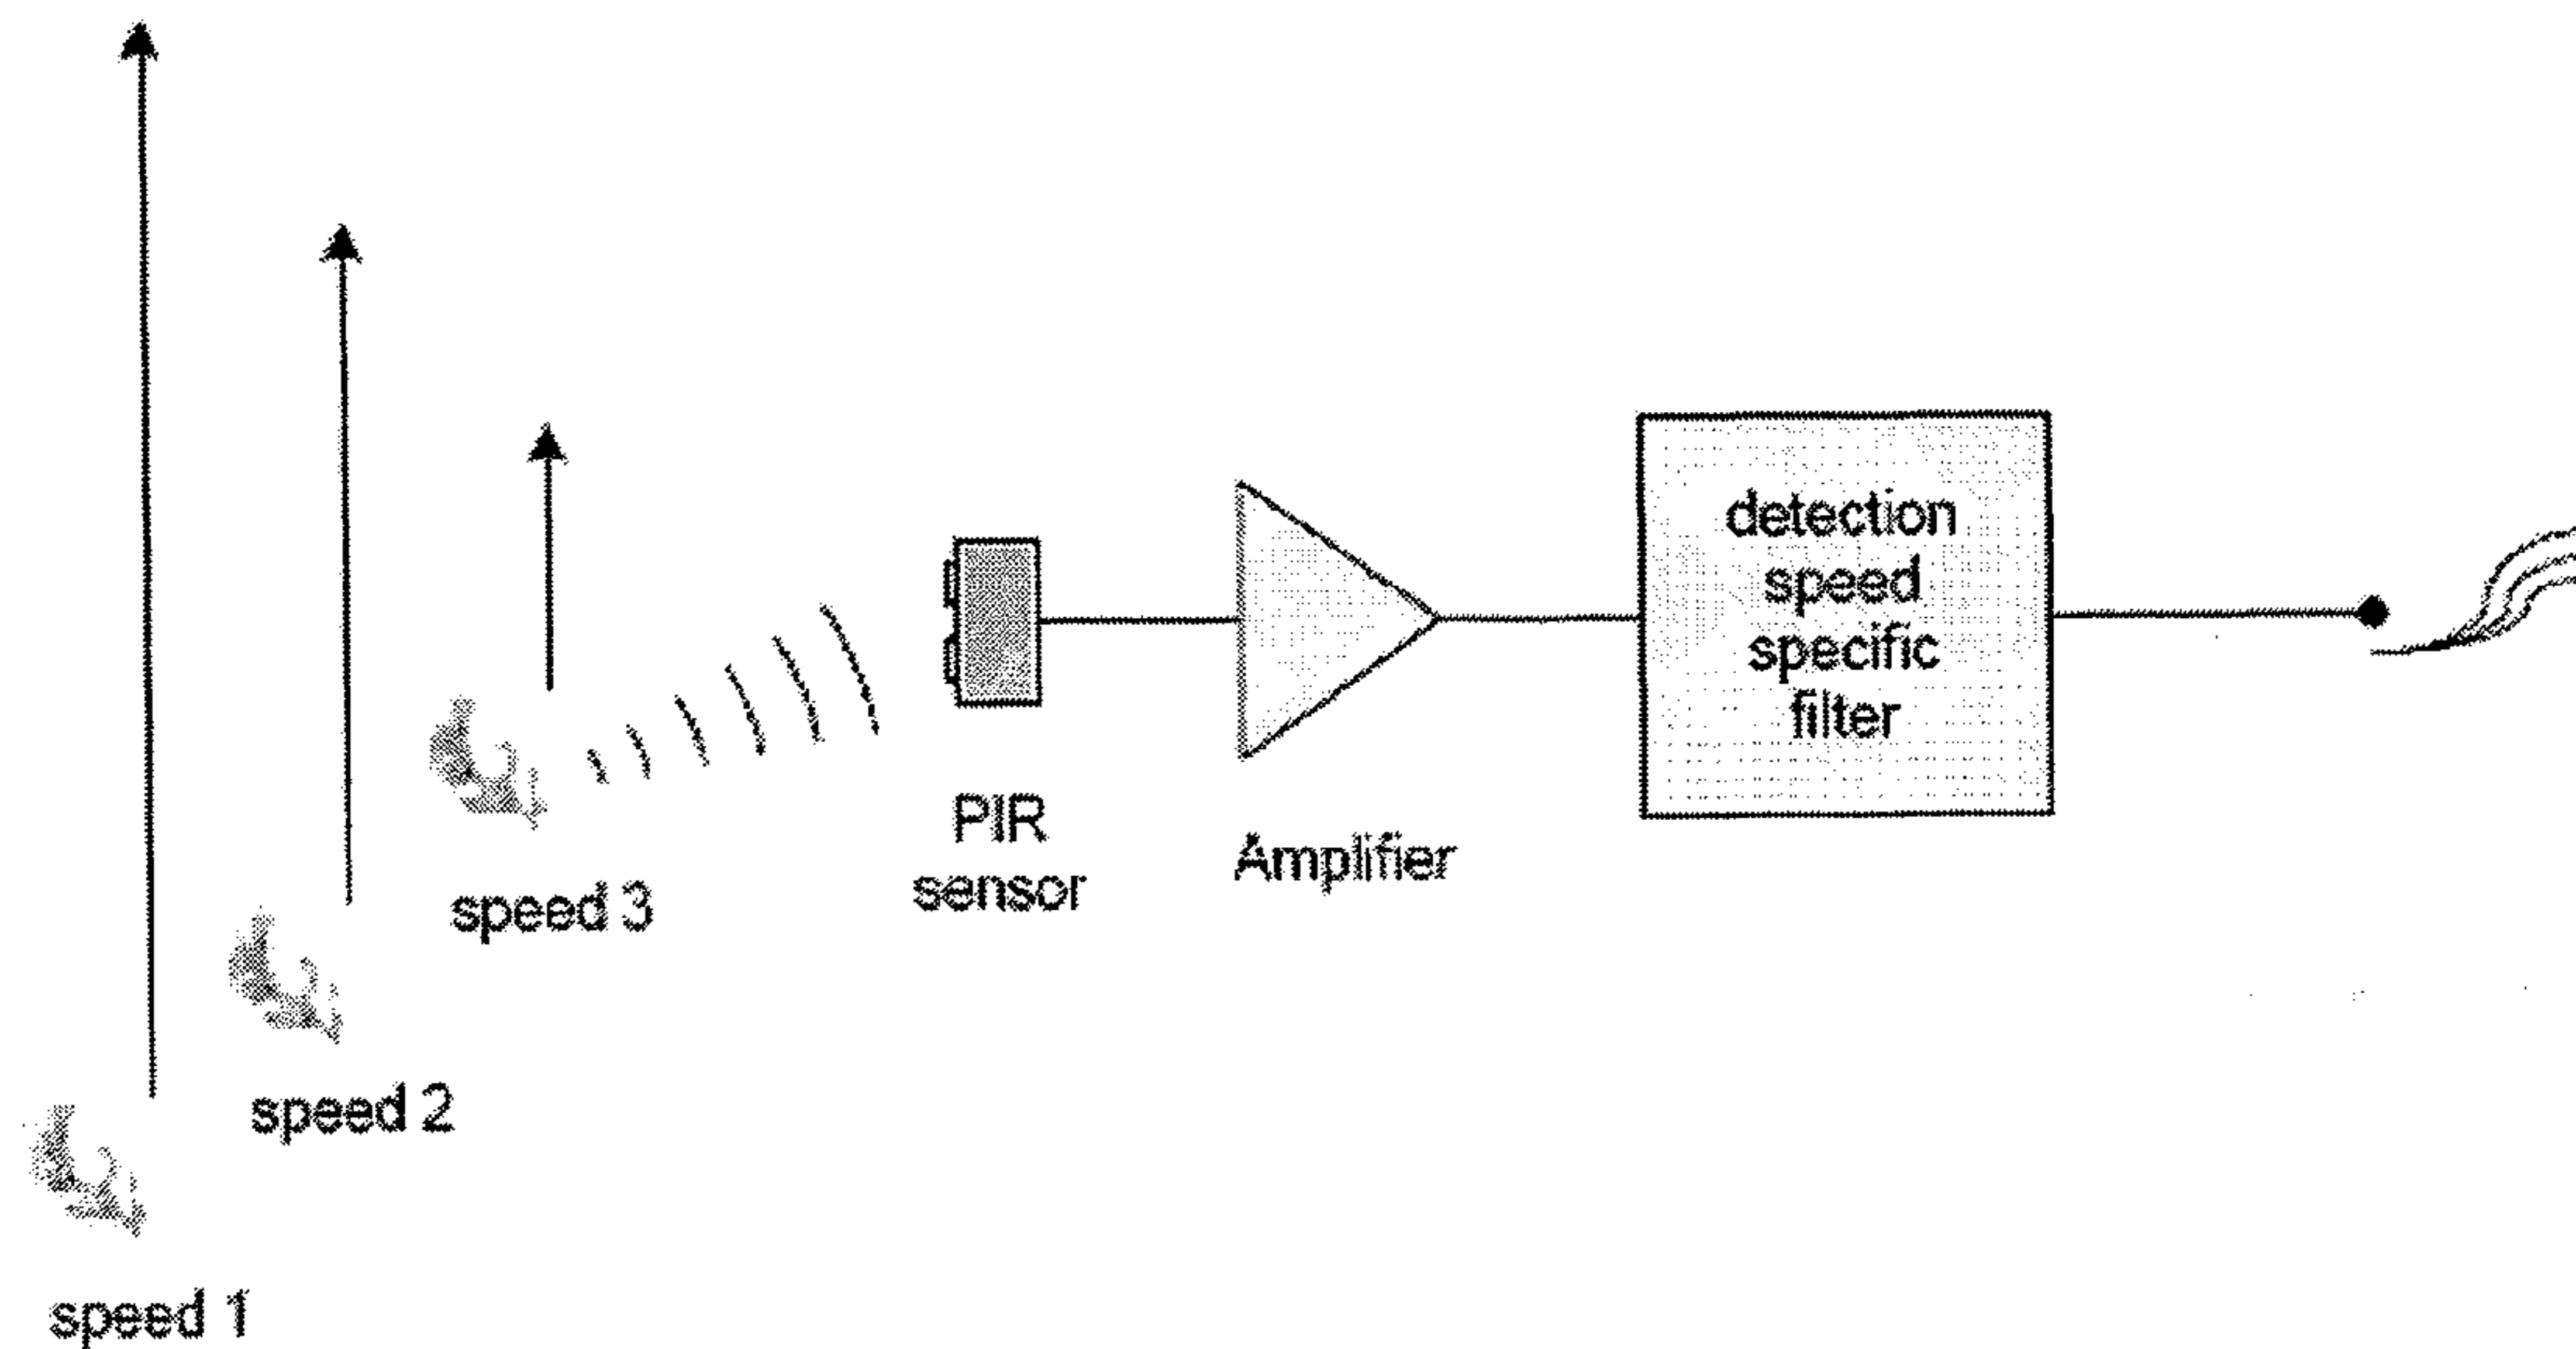 detection
speed
specific
filter
PIR
sensor
Amplifier
speed 3
speed 2
speed 1